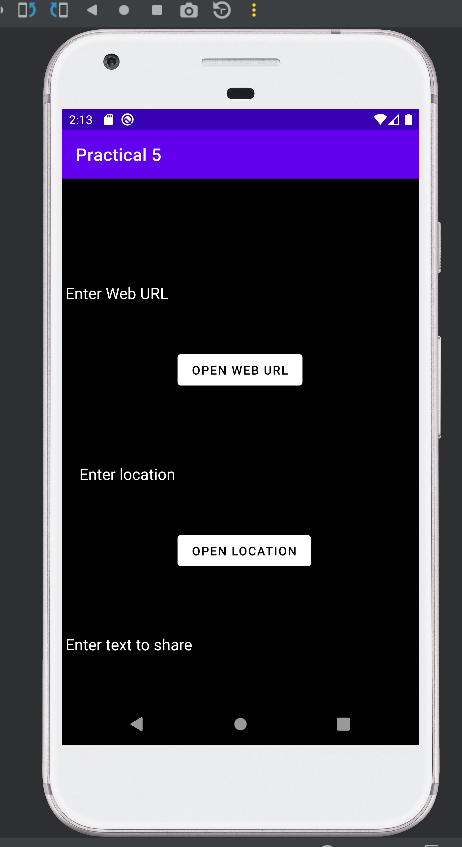 2:13
Practical 5
Enter Web URL
OPEN WEB URL
Enter location
OPEN LOCATION
Enter text to share